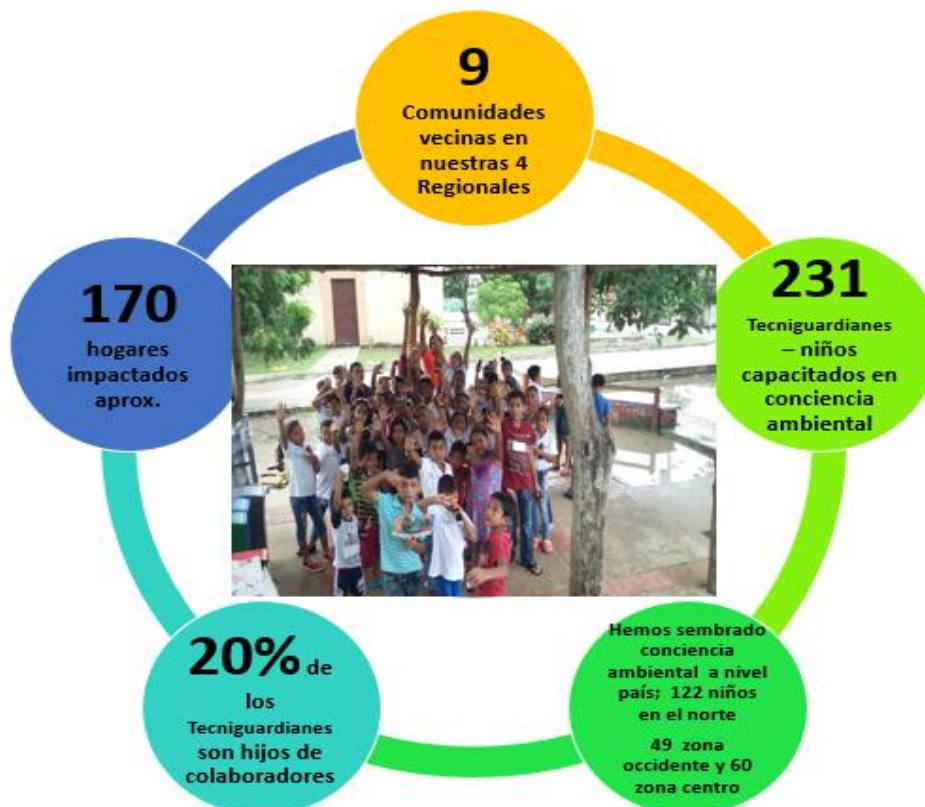 9
Comunidades
vecinas en
nuestras 4
Regionales
231
Tecniguardianes
– niños
capacitados en
conciencia
ambiental
Hemos sembrado
conciencia
ambiental a nivel
país; 122 niños
en el norte
49 zona
occidente y 60
zona centro
20% de
los
Tecniguardianes
son hijos de
colaboradores
170
hogares
impactados
aprox.